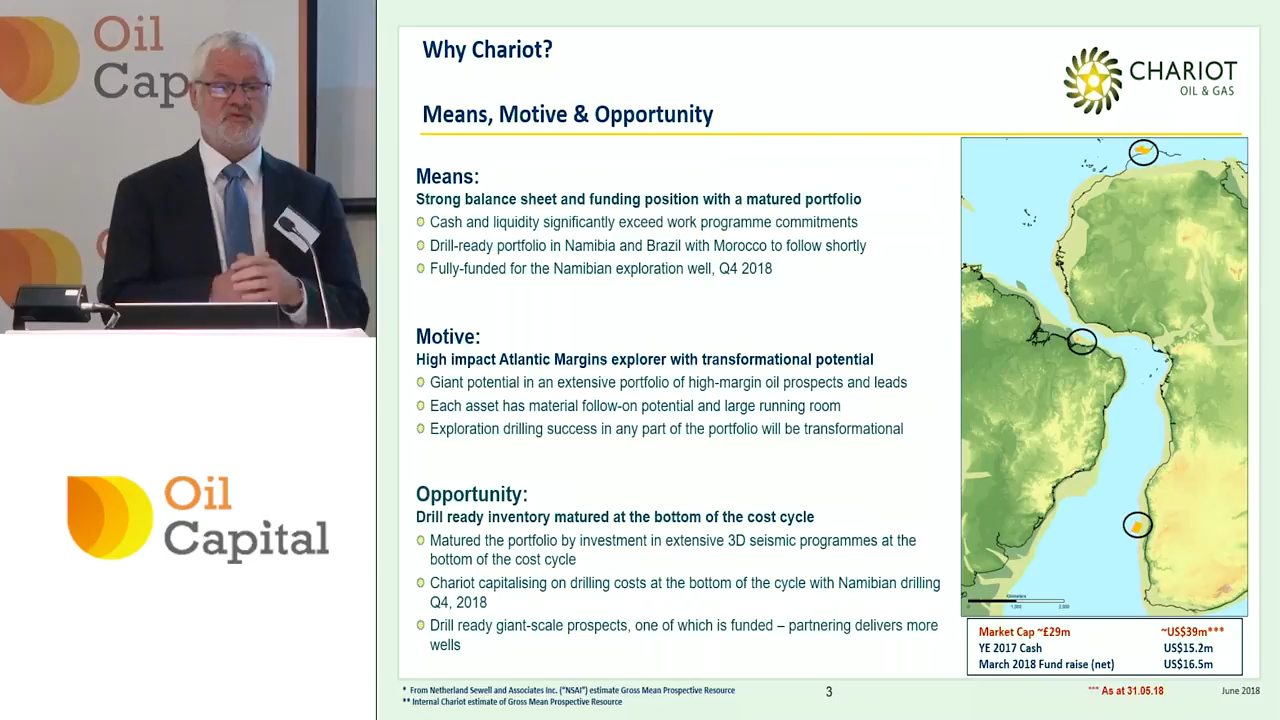 Oil
Capital
Oil
Capital
Why Chariot?
Means, Motive & Opportunity
CHARIOT
OIL & GAS
Means:
Strong balance sheet and funding position with a matured portfolio
Cash and liquidity significantly exceed work programme commitments
Drill-ready portfolio in Namibia and Brazil with Morocco to follow shortly
Fully-funded for the Namibian exploration well, Q4 2018
Motive:
High impact Atlantic Margins explorer with transformational potential
Giant potential in an extensive portfolio of high-margin oil prospects and leads
Each asset has material follow-on potential and large running room
Exploration drilling success in any part of the portfolio will be transformational
Opportunity:
Drill ready inventory matured at the bottom of the cost cycle
Matured the portfolio by investment in extensive 3D seismic programmes at the
bottom of the cost cycle
Chariot capitalising on drilling costs at the bottom of the cycle with Namibian drilling
Q4, 2018
Drill ready giant-scale prospects, one of which is funded – partnering delivers more
wells
Kilometers
0 1,000 2,000
Market Cap ~£29m ~US$39m***
YE 2017 Cash US$15.2m
March 2018 Fund raise (net) US$16.5m
* From Netherland Sewell and Associates Inc. ("NSAI") estimate Gross Mean Prospective Resource
** Internal Chariot estimate of Gross Mean Prospective Resource
3
*** As at 31.05.18
June 2018